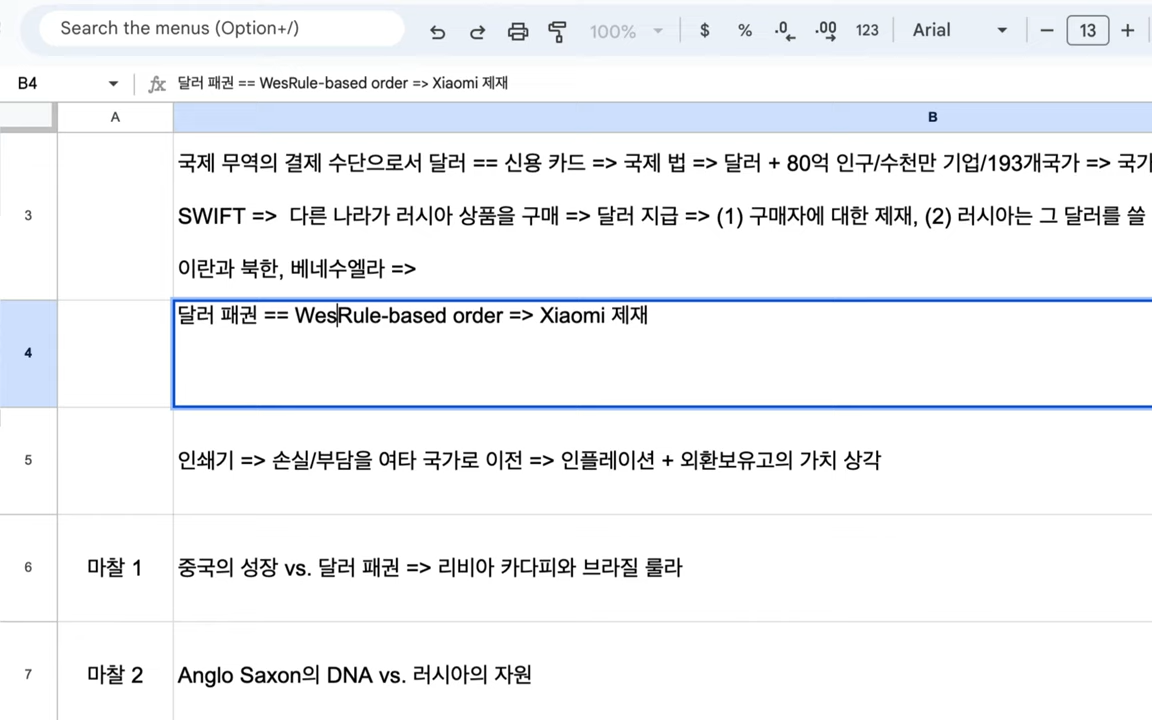 Search the menus (Option+/)
100%
$ % .0 .00 123
Arial
13
B4
fx 달러 패권 == WesRule-based order => Xiaomi 제재
A B
3
국제 무역의 결제 수단으로서 달러 == 신용 카드 => 국제 법 => 달러 + 80억 인구/수천만 기업/193개국가 => 국가
SWIFT => 다른 나라가 러시아 상품을 구매 => 달러 지급 => (1) 구매자에 대한 제재, (2) 러시아는 그 달러를 쓸
이란과 북한, 베네수엘라 =>
4
달러 패권 == WesRule-based order => Xiaomi 제재
5 인쇄기 => 손실/부담을 여타 국가로 이전 => 인플레이션 + 외환보유고의 가치 상각
6 마찰 1 중국의 성장 vs. 달러 패권 => 리비아 카다피와 브라질 룰라
7 마찰 2 Anglo Saxon의 DNA vs. 러시아의 자원